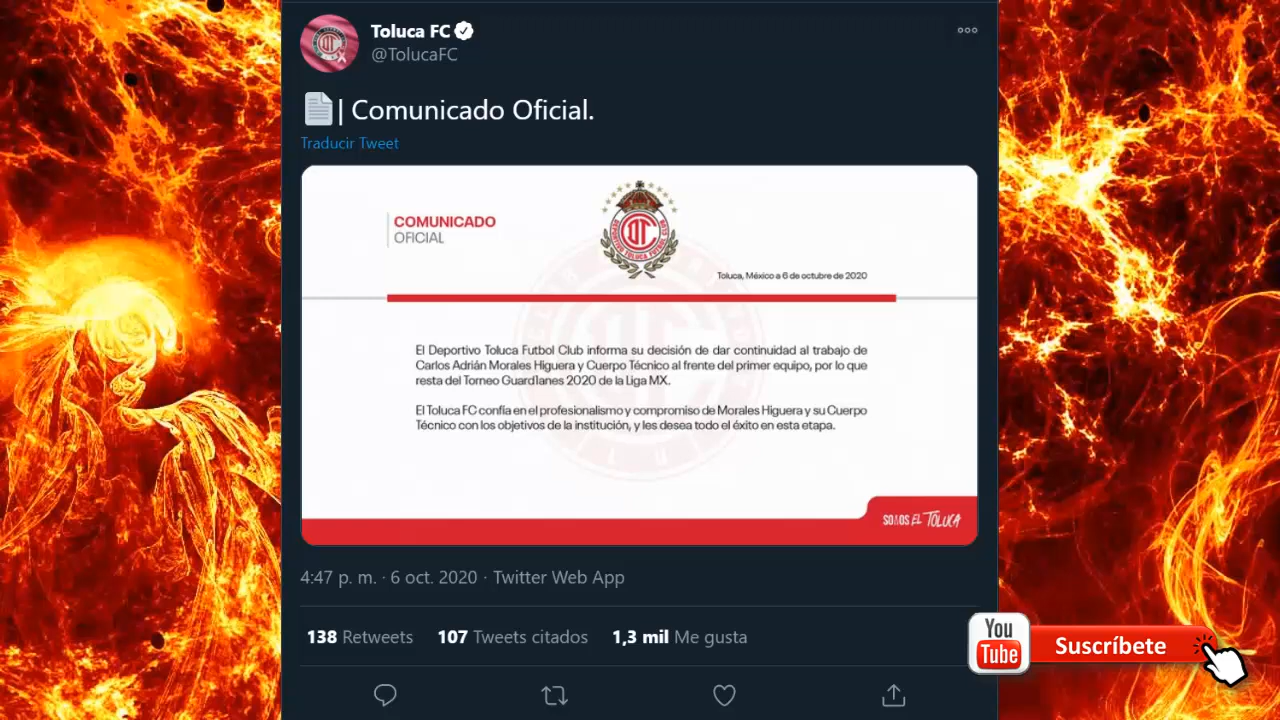 Toluca FC
@TolucaFC
| Comunicado Oficial.
Traducir Tweet
COMUNICADO
OFICIAL
DEPORTIVO TOLUCA FUTBOL CLUB
Toluca, México a 6 de octubre de 2020
El Deportivo Toluca Futbol Club informa su decisión de dar continuidad al trabajo de
Carlos Adrián Morales Higuera y Cuerpo Técnico al frente del primer equipo, por lo que
resta del Torneo Guard1anes 2020 de la Liga MX.
El Toluca FC confía en el profesionalismo y compromiso de Morales Higuera y su Cuerpo
Técnico con los objetivos de la institución, y les desea todo el éxito en esta etapa.
SOMOS EL TOLUCA
4:47 p. m. · 6 oct. 2020 · Twitter Web App
138 Retweets 107 Tweets citados 1,3 mil Me gusta
You
Tube
Suscríbete